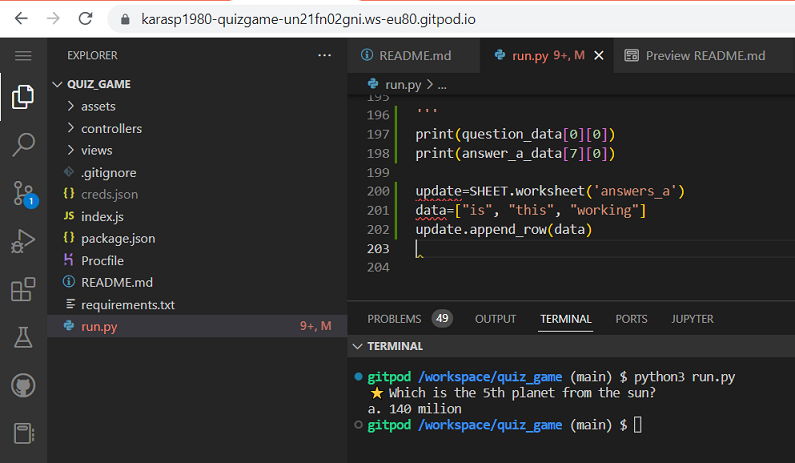 karasp1980-quizgame-un21fn02gni.ws-eu80.gitpod.io
EXPLORER
QUIZ_GAME
assets
controllers
views
.gitignore
creds.json
JS index.js
package.json
Procfile
README.md
requirements.txt
run.py 9+, M
1
README.md
run.py 9+, M
Preview README.md
run.py > ...
195
196 '''
197 print(question_data[0][0])
198 print(answer_a_data[7][0])
199
200 update=SHEET.worksheet('answers_a')
201 data=["is", "this", "working"]
202 update.append_row(data)
203
204
PROBLEMS 49 OUTPUT TERMINAL PORTS JUPYTER
TERMINAL
gitpod /workspace/quiz_game (main) $ python3 run.py
⭐ Which is the 5th planet from the sun?
a. 140 milion
gitpod /workspace/quiz_game (main) $